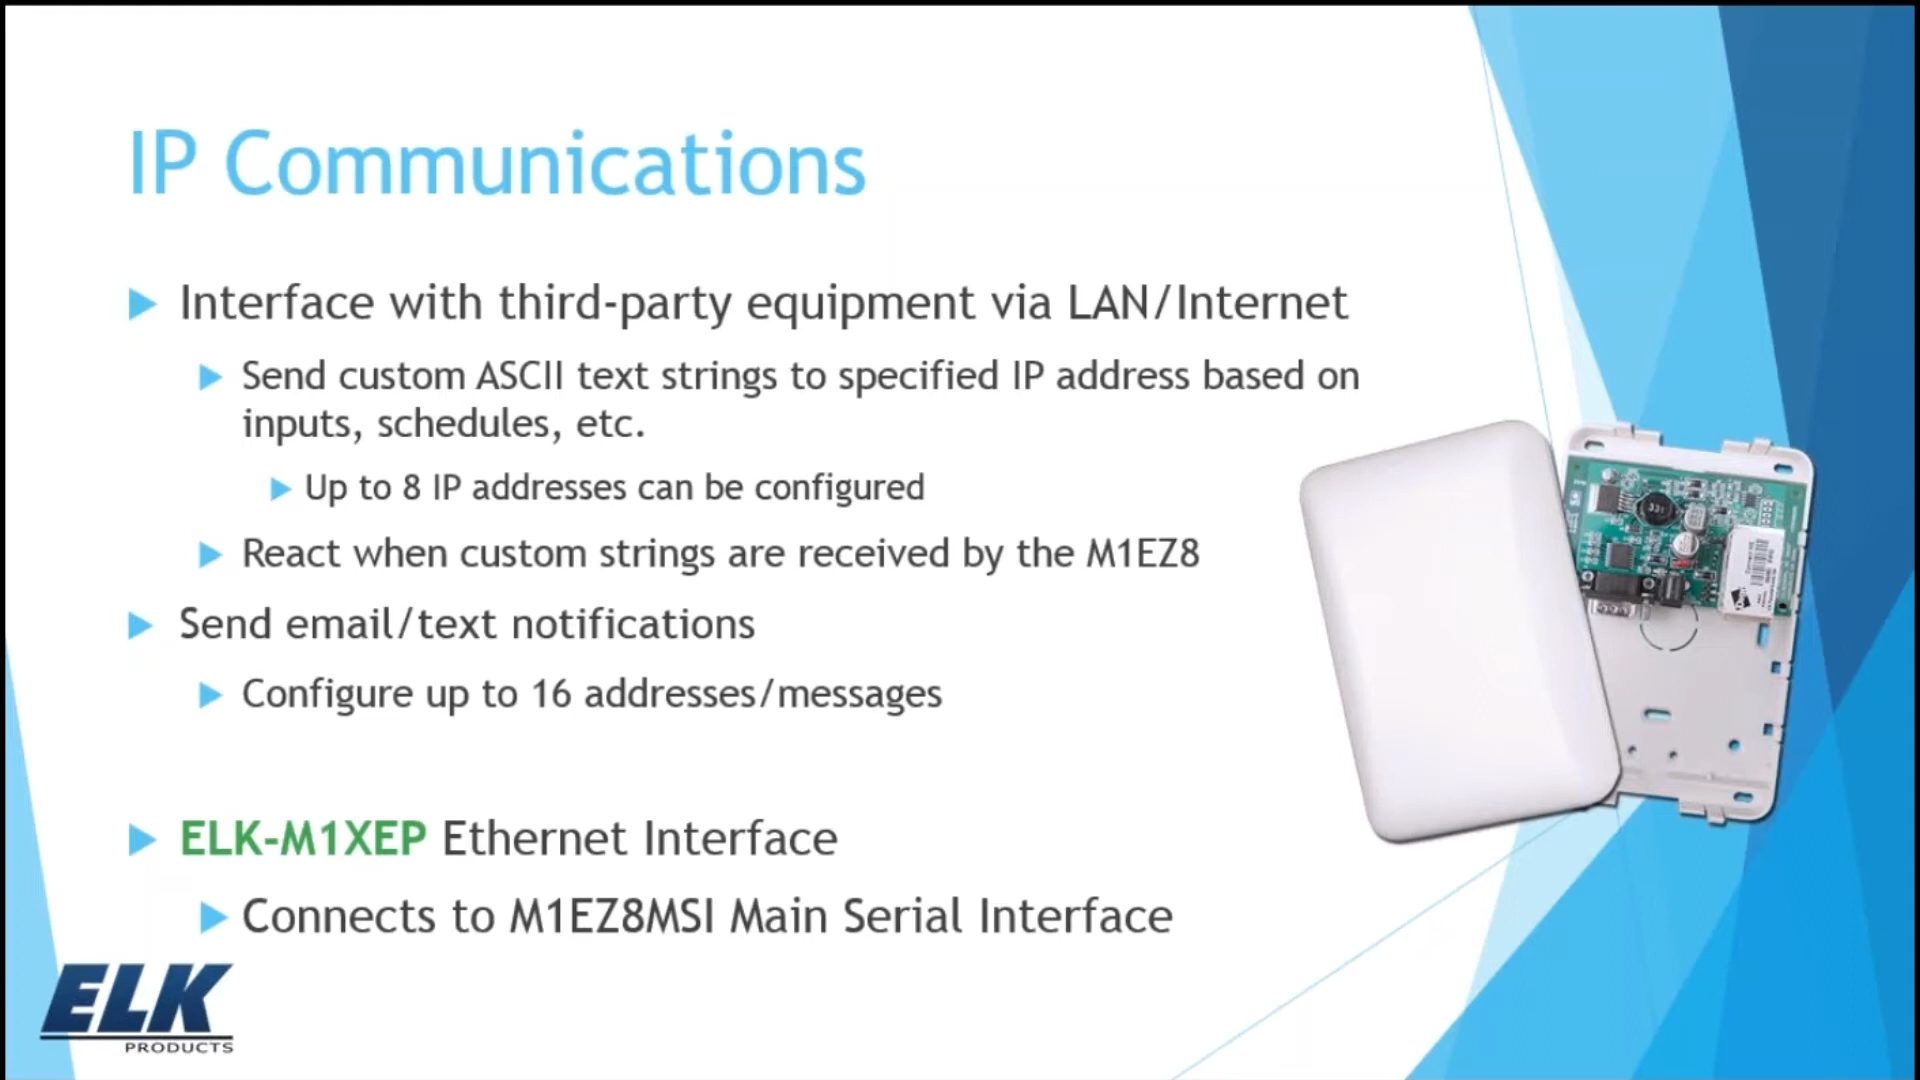 IP Communications
Interface with third-party equipment via LAN/Internet
Send custom ASCII text strings to specified IP address based on
inputs, schedules, etc.
Up to 8 IP addresses can be configured
React when custom strings are received by the M1EZ8
Send email/text notifications
Configure up to 16 addresses/messages
ELK-M1XEP Ethernet Interface
Connects to M1EZ8MSI Main Serial Interface
ELK
PRODUCTS